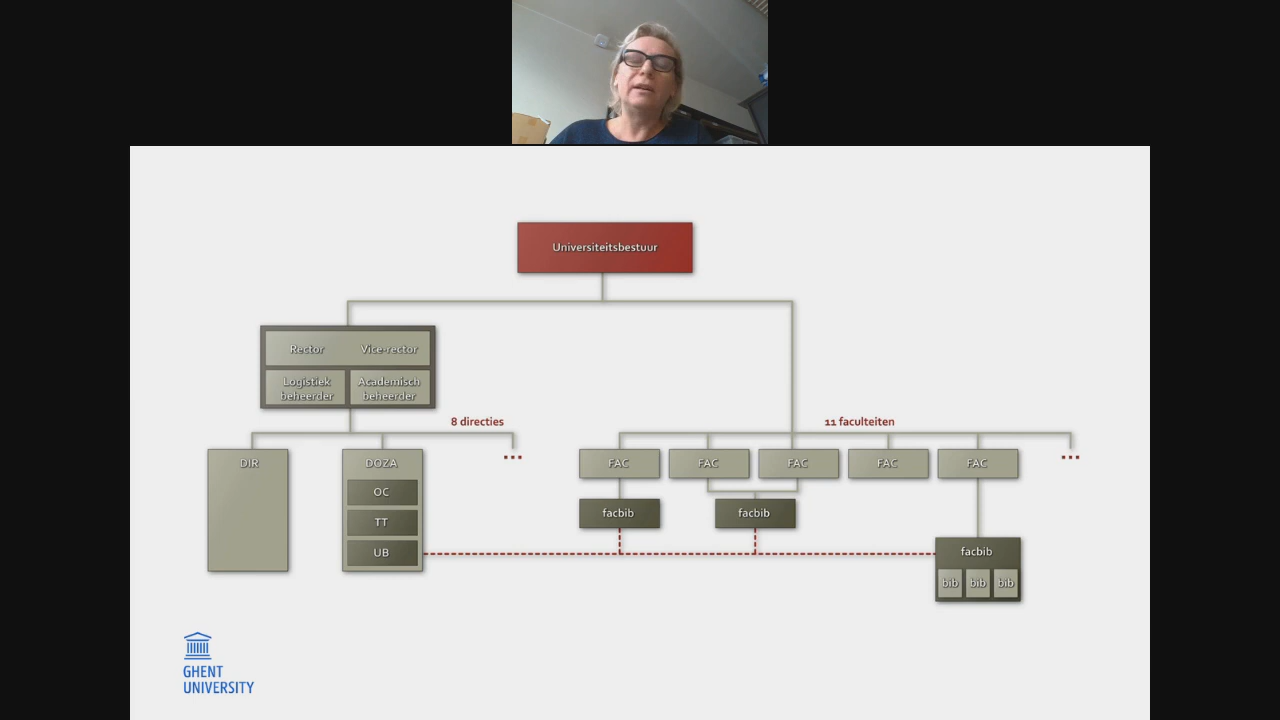 Universiteitsbestuur
Rector
Vice-rector
Logistiek
beheerder
Academisch
beheerder
8 directies
11 faculteiten
DIR
DOZA
...
FAC
FAC
FAC
FAC
FAC
...
OC
TT
UB
facbib
facbib
facbib
bib
bib
bib
GHENT
UNIVERSITY